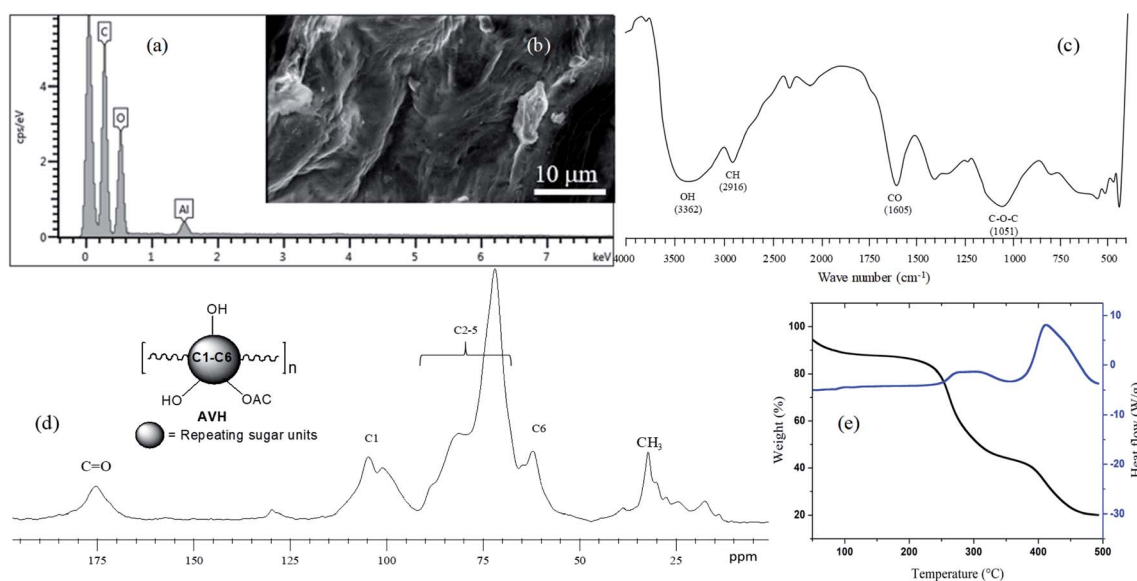 (a)
C
O
Al
cps/eV
4
2
0
0 1 2 3 4 5 6 7 keV
(b)
10 μm
(c)
OH
(3362)
CH
(2916)
CO
(1605)
C-O-C
(1051)
4000 3500 3000 2500 2000 1750 1500 1250 1000 750 500
Wave number (cm-1)
(d)
OH
C1-C6
n
HO
OAC
AVH
= Repeating sugar units
C=O
C1
C2-5
C6
CH3
175 150 125 100 75 50 25 ppm
(e)
100
80
60
40
20
Weight (%)
10
0
-10
-20
-30
Heat flow (W/g)
100 200 300 400 500
Temperature (°C)